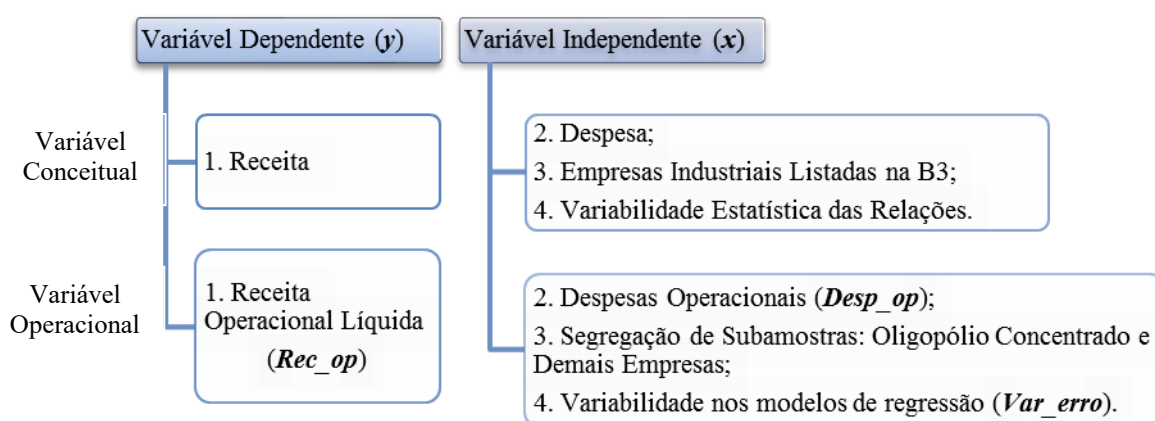 Variável Dependente (y)
Variável Independente (x)
Variável
Conceitual
1. Receita
2. Despesa;
3. Empresas Industriais Listadas na B3;
4. Variabilidade Estatística das Relações.
Variável
Operacional
1. Receita
Operacional Líquida
(Rec_op)
2. Despesas Operacionais (Desp_op);
3. Segregação de Subamostras: Oligopólio Concentrado e
Demais Empresas;
4. Variabilidade nos modelos de regressão (Var_erro).